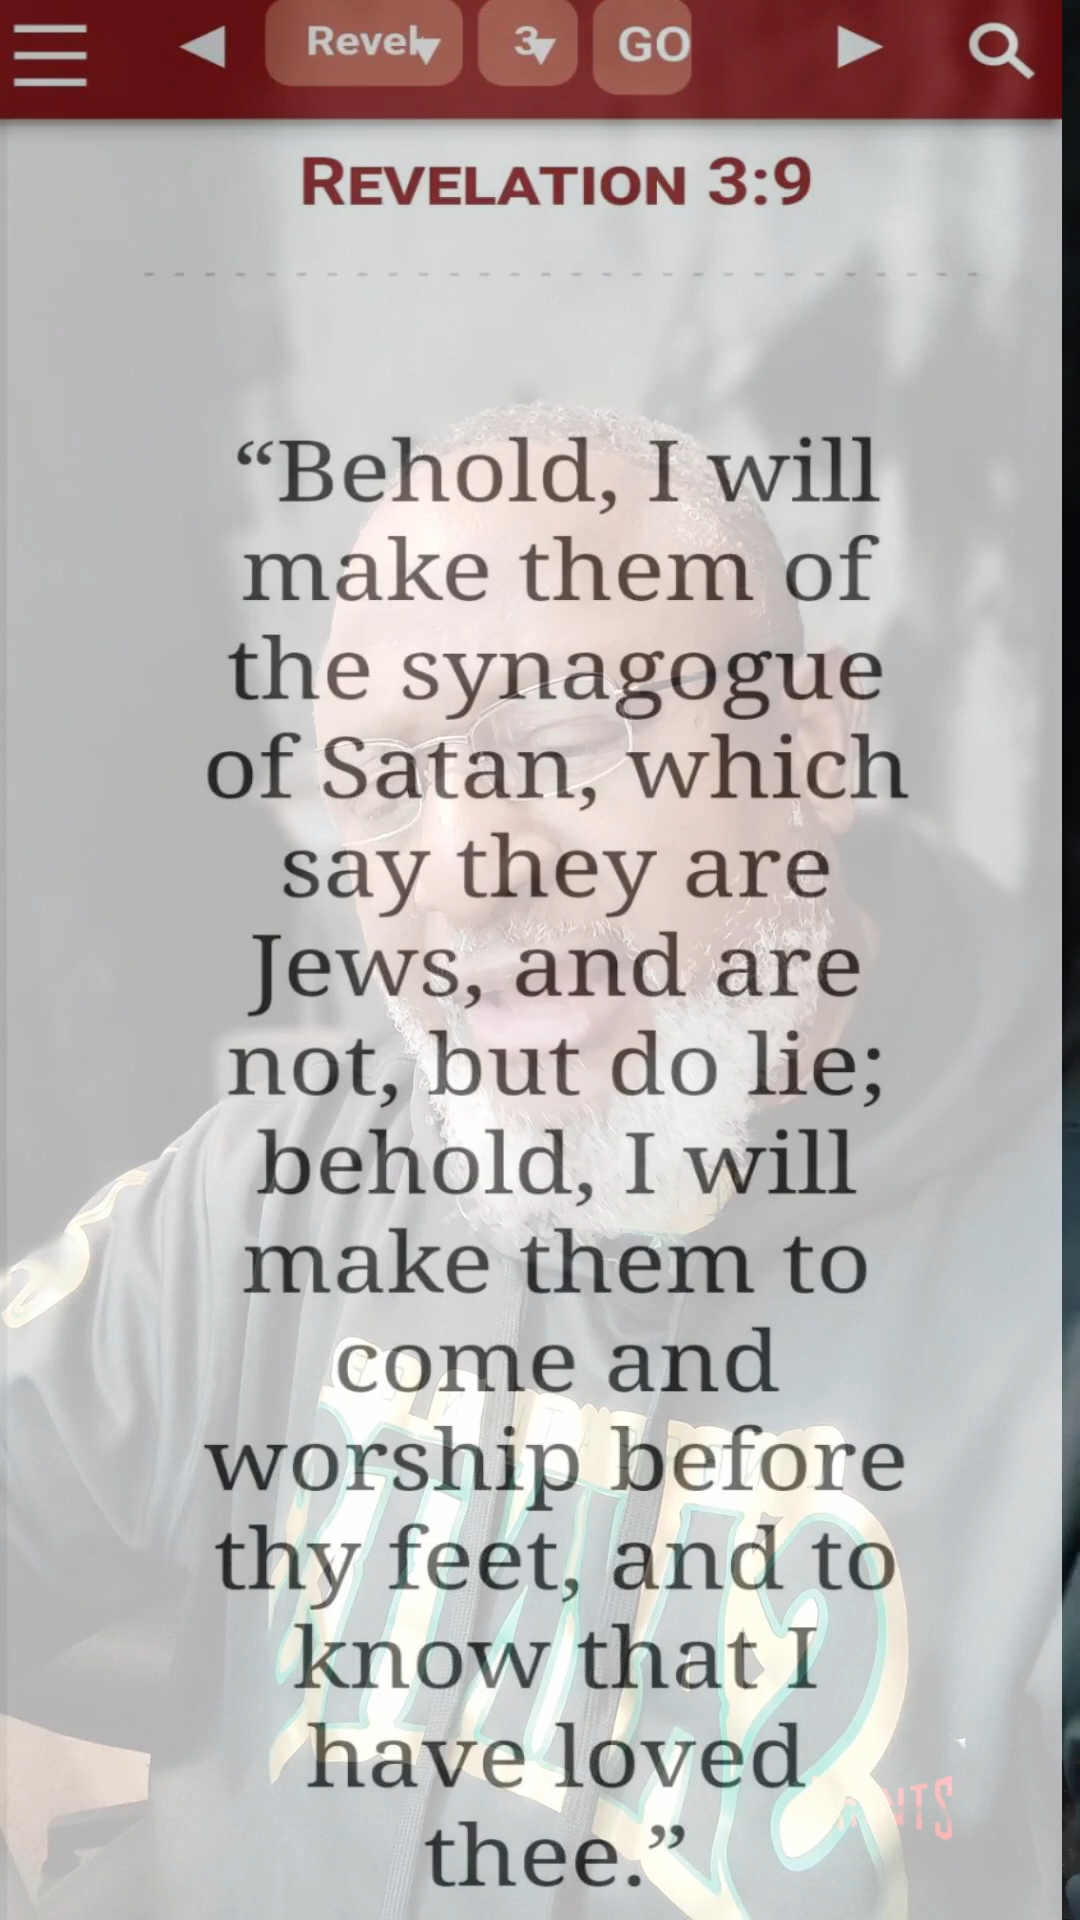 Revel
3
GO
REVELATION 3:9
“Behold, I will
make them of
the synagogue
of Satan, which
say they are
Jews, and are
not, but do lie;
behold, I will
make them to
come and
worship before
thy feet, and to
know that I
have loved
thee.”